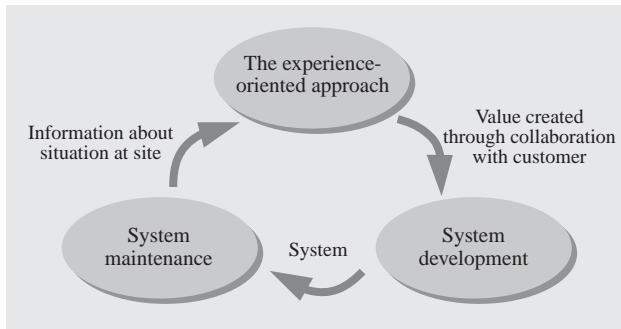 The experience-
oriented approach
Information about
situation at site
Value created
through collaboration
with customer
System
maintenance
System
System
development